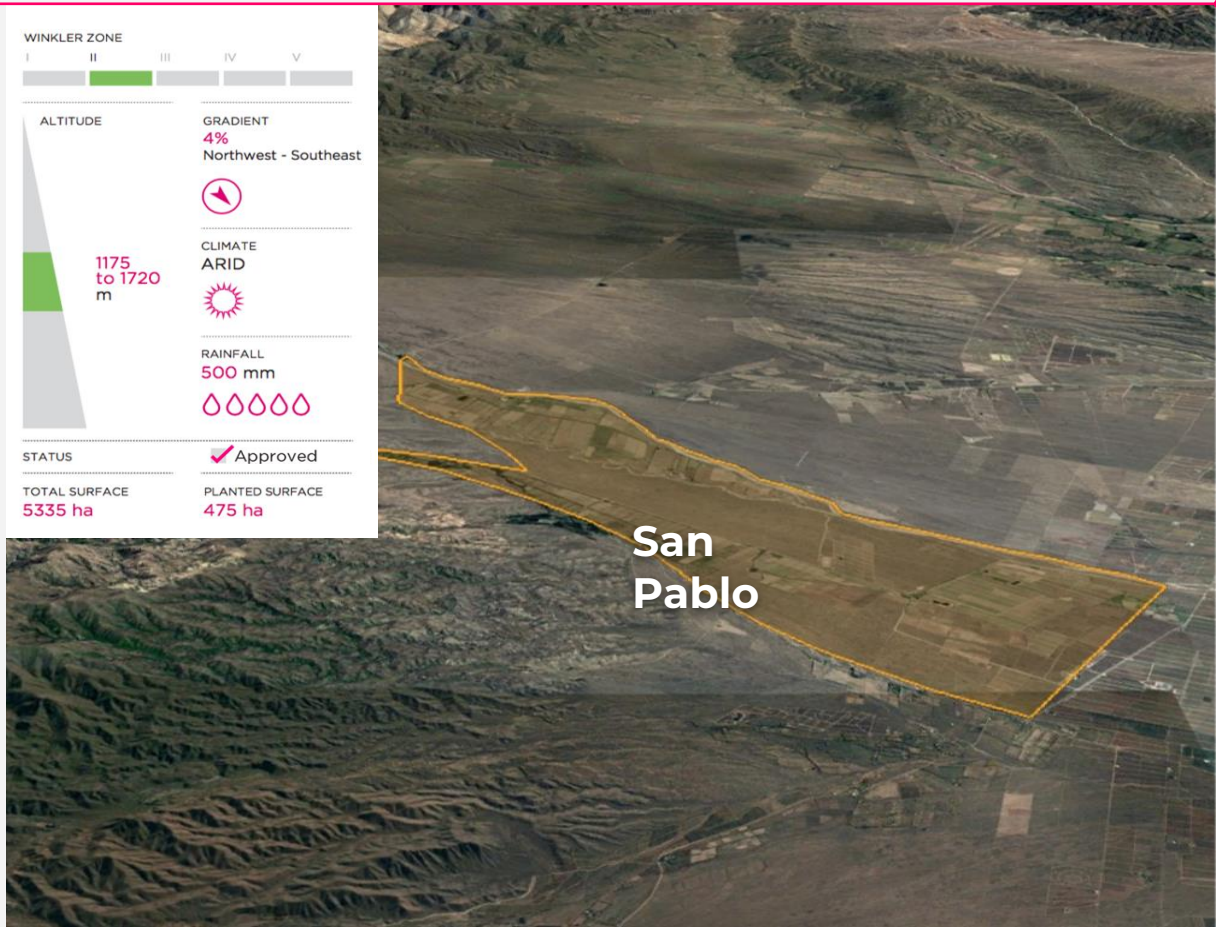 WINKLER ZONE
I II III IV V
ALTITUDE
1175
to 1720
m
GRADIENT
4%
Northwest - Southeast
CLIMATE
ARID
RAINFALL
500 mm
STATUS
Approved
TOTAL SURFACE
5335 ha
PLANTED SURFACE
475 ha
San
Pablo